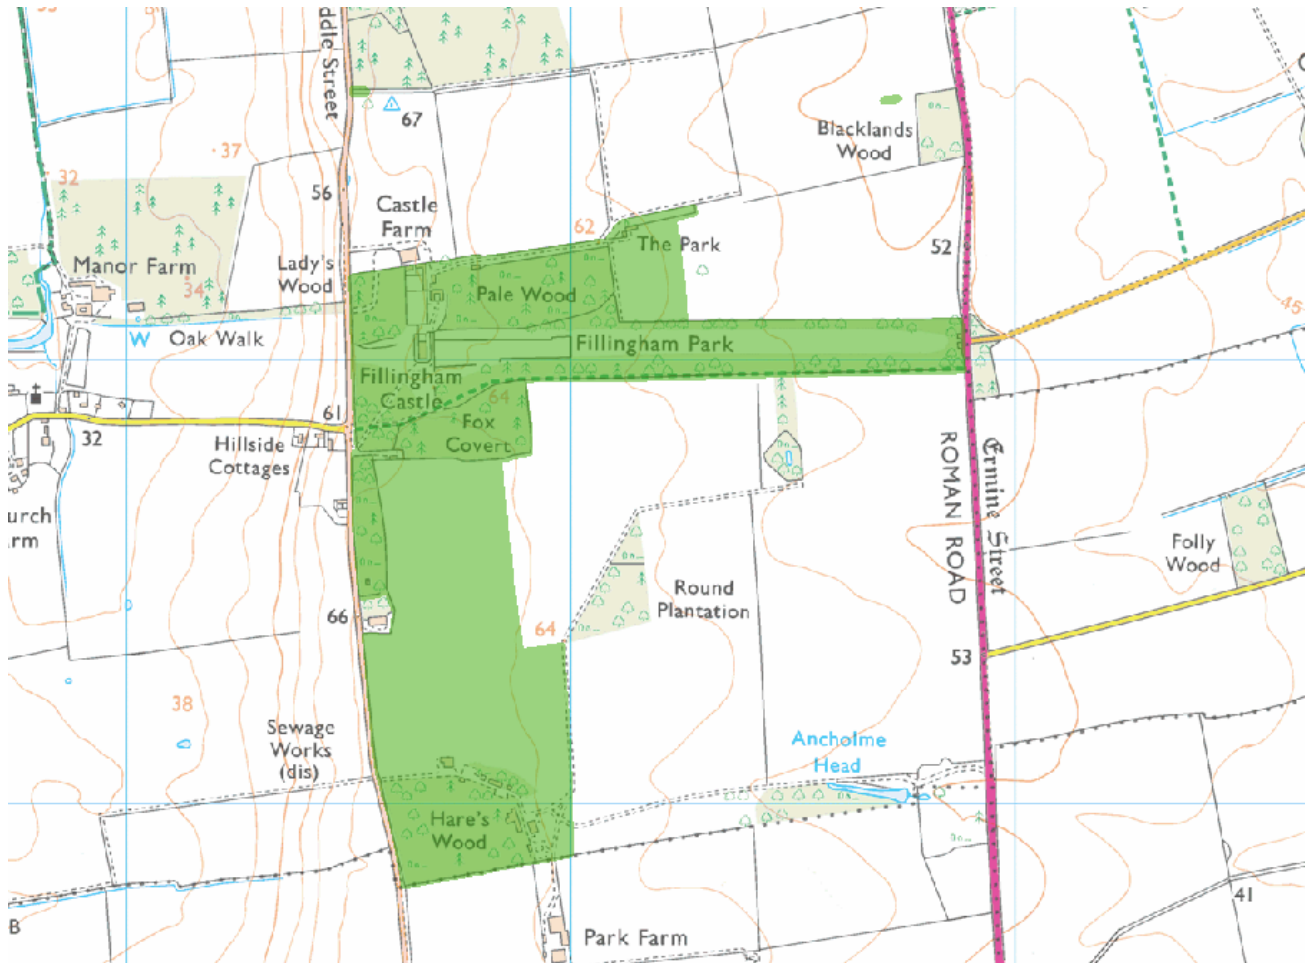 ddle Street
67
Blacklands
Wood
37
32
56
Castle
Farm
62
The Park
52
Manor Farm
Lady's
Wood
34
Pale Wood
46
W
Oak Walk
Fillingham Park
Fillingham
Castle
64
61
Fox
Covert
32
Hillside
Cottages
Ermine Street
ROMAN ROAD
urch
rm
Folly
Wood
Round
Plantation
66
64
53
38
Sewage
Works
(dis)
Ancholme
Head
Hare's
Wood
41
B
Park Farm